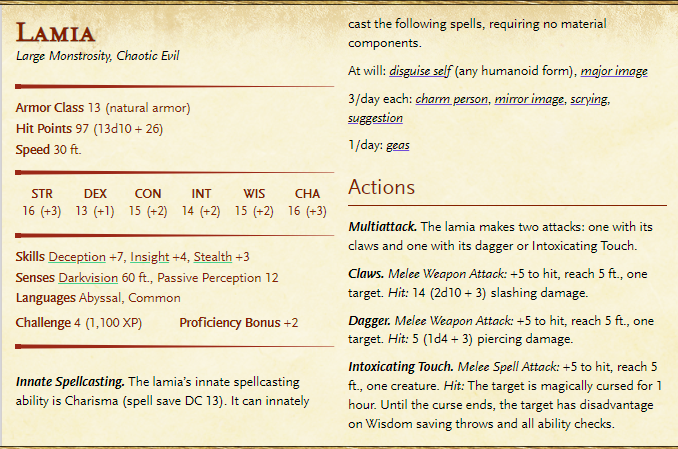 LAMIA
Large Monstrosity, Chaotic Evil
Armor Class 13 (natural armor)
Hit Points 97 (13d10 + 26)
Speed 30 ft.
STR DEX CON INT WIS CHA
16 (+3) 13 (+1) 15 (+2) 14 (+2) 15 (+2) 16 (+3)
Skills Deception +7, Insight +4, Stealth +3
Senses Darkvision 60 ft., Passive Perception 12
Languages Abyssal, Common
Challenge 4 (1,100 XP) Proficiency Bonus +2
Innate Spellcasting. The lamia's innate spellcasting
ability is Charisma (spell save DC 13). It can innately
cast the following spells, requiring no material
components.
At will: disguise self (any humanoid form), major image
3/day each: charm person, mirror image, scrying,
suggestion
1/day: geas
Actions
Multiattack. The lamia makes two attacks: one with its
claws and one with its dagger or Intoxicating Touch.
Claws. Melee Weapon Attack: +5 to hit, reach 5 ft., one
target. Hit: 14 (2d10 + 3) slashing damage.
Dagger. Melee Weapon Attack: +5 to hit, reach 5 ft., one
target. Hit: 5 (1d4 + 3) piercing damage.
Intoxicating Touch. Melee Spell Attack: +5 to hit, reach 5
ft., one creature. Hit: The target is magically cursed for 1
hour. Until the curse ends, the target has disadvantage
on Wisdom saving throws and all ability checks.